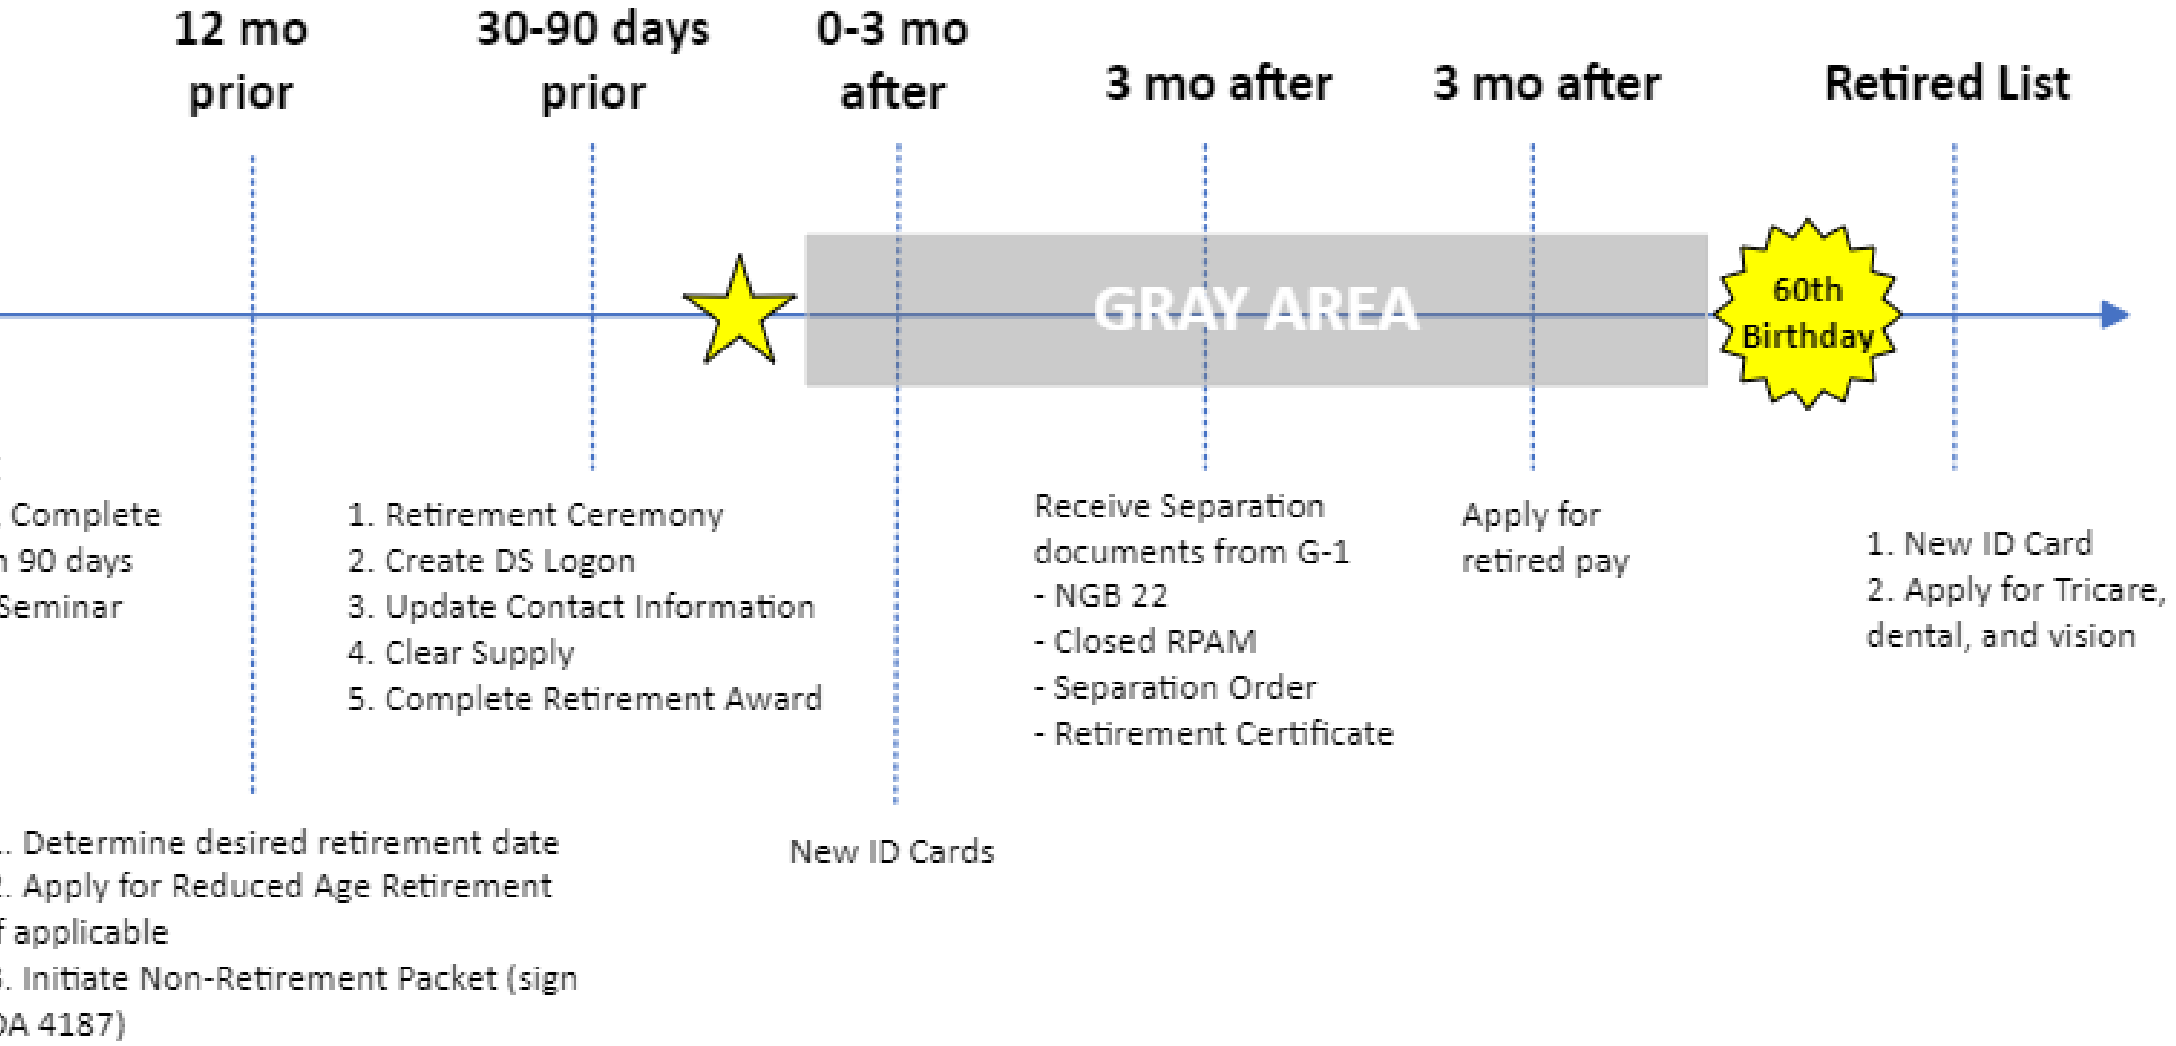 12 mo
prior
30-90 days
prior
0-3 mo
after
3 mo after
3 mo after
Retired List
GRAY AREA
60th
Birthday
Complete
90 days
Seminar
1. Retirement Ceremony
2. Create DS Logon
3. Update Contact Information
4. Clear Supply
5. Complete Retirement Award
Receive Separation
documents from G-1
- NGB 22
- Closed RPAM
- Separation Order
- Retirement Certificate
Apply for
retired pay
1. New ID Card
2. Apply for Tricare,
dental, and vision
. Determine desired retirement date
. Apply for Reduced Age Retirement
applicable
. Initiate Non-Retirement Packet (sign
DA 4187)
New ID Cards